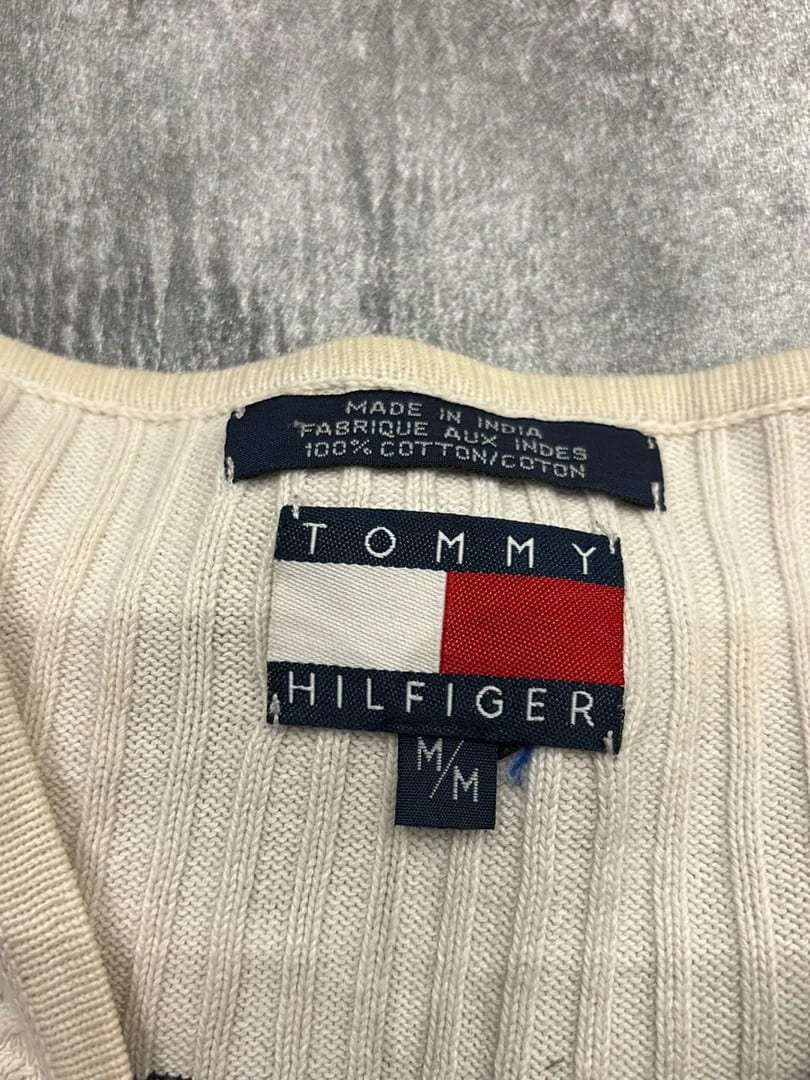 MADE IN INDIA
FABRIQUE AUX INDES
100% COTTON/COTON
TOMMY
HILFIGER
M/M